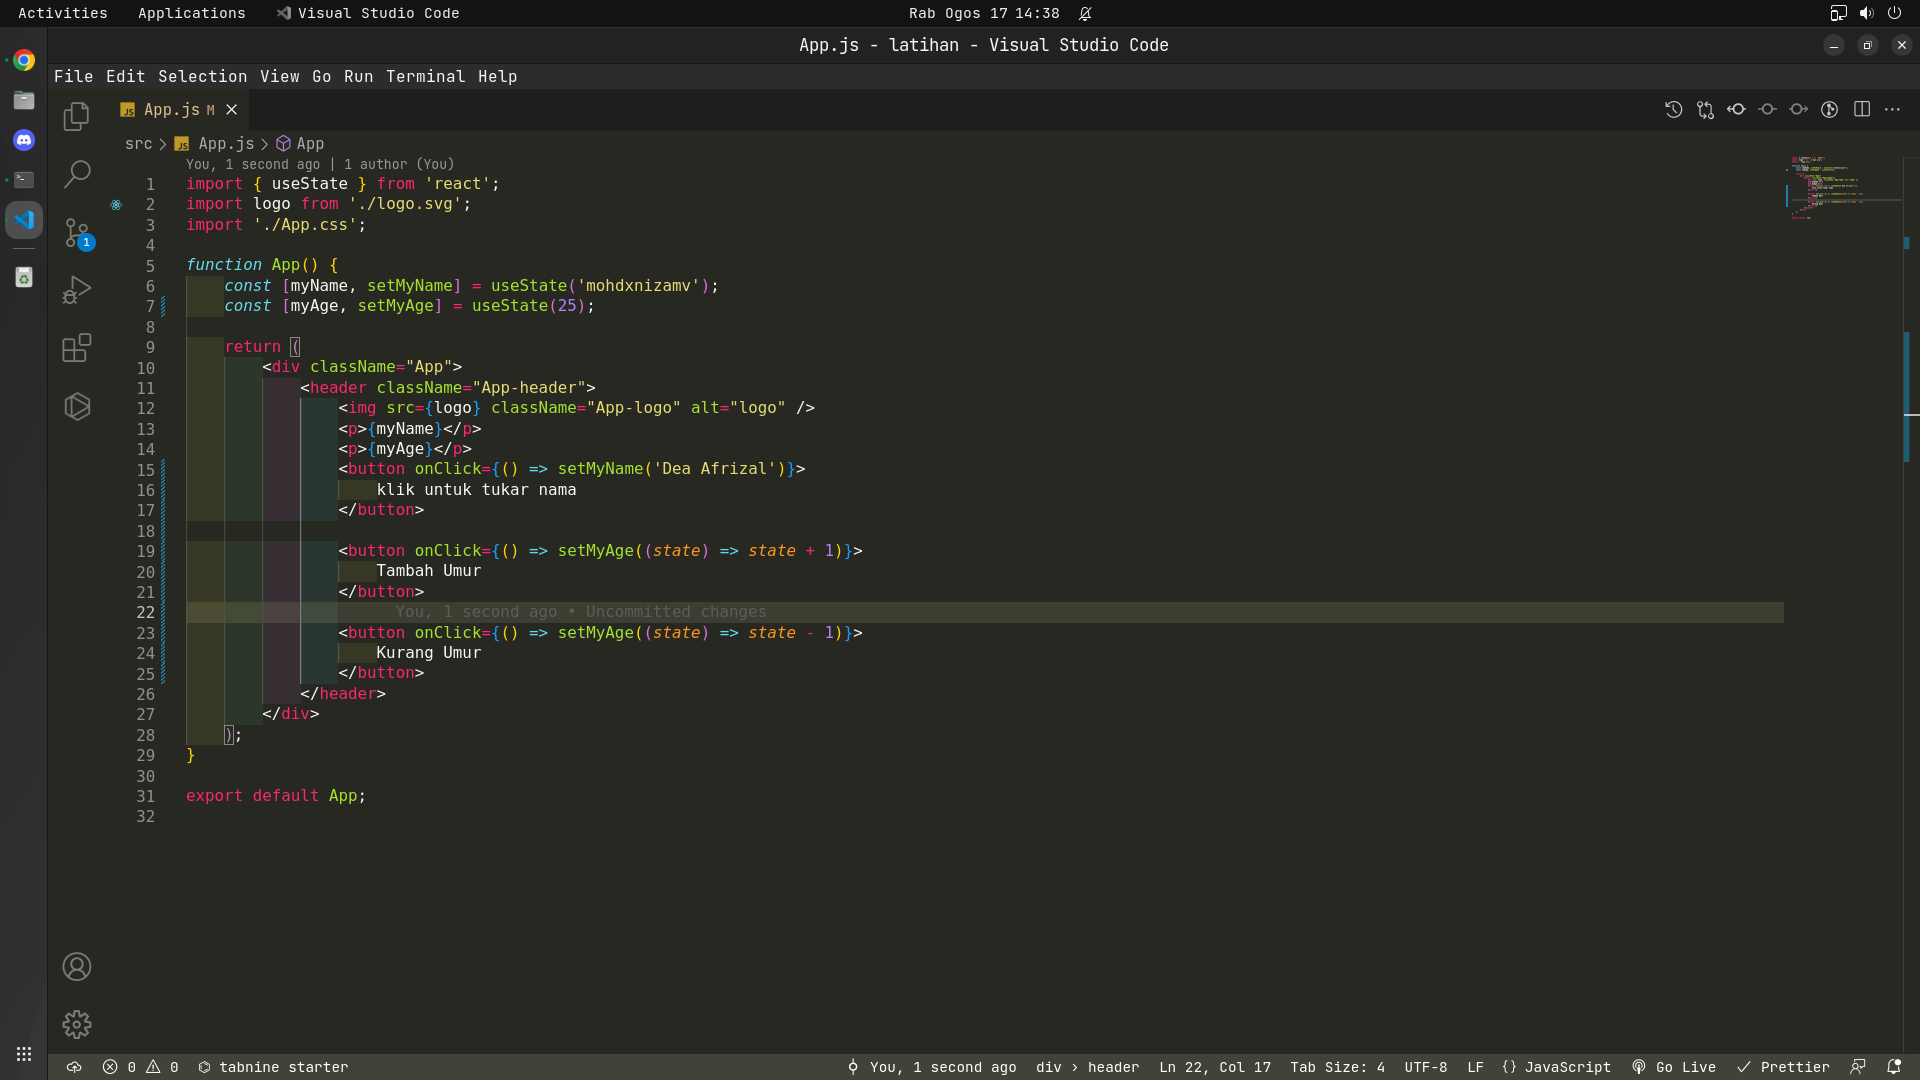 Activities Applications Visual Studio Code Rab Ogos 17 14:38
App.js - latihan - Visual Studio Code
File Edit Selection View Go Run Terminal Help
JS App.js M
src > JS App.js > App
You, 1 second ago | 1 author (You)
1 import { useState } from 'react';
2 import logo from './logo.svg';
3 import './App.css';
4
5 function App() {
6 const [myName, setMyName] = useState('mohdxnizamv');
7 const [myAge, setMyAge] = useState(25);
8
9 return (
10 <div className="App">
11 <header className="App-header">
12 <img src={logo} className="App-logo" alt="logo" />
13 <p>{myName}</p>
14 <p>{myAge}</p>
15 <button onClick={() => setMyName('Dea Afrizal')}>
16 klik untuk tukar nama
17 </button>
18
19 <button onClick={() => setMyAge((state) => state + 1)}>
20 Tambah Umur
21 </button>
22 You, 1 second ago • Uncommitted changes
23 <button onClick={() => setMyAge((state) => state - 1)}>
24 Kurang Umur
25 </button>
26 </header>
27 </div>
28 );
29 }
30
31 export default App;
32
1
0 0 tabnine starter You, 1 second ago div › header Ln 22, Col 17 Tab Size: 4 UTF-8 LF {} JavaScript Go Live Prettier